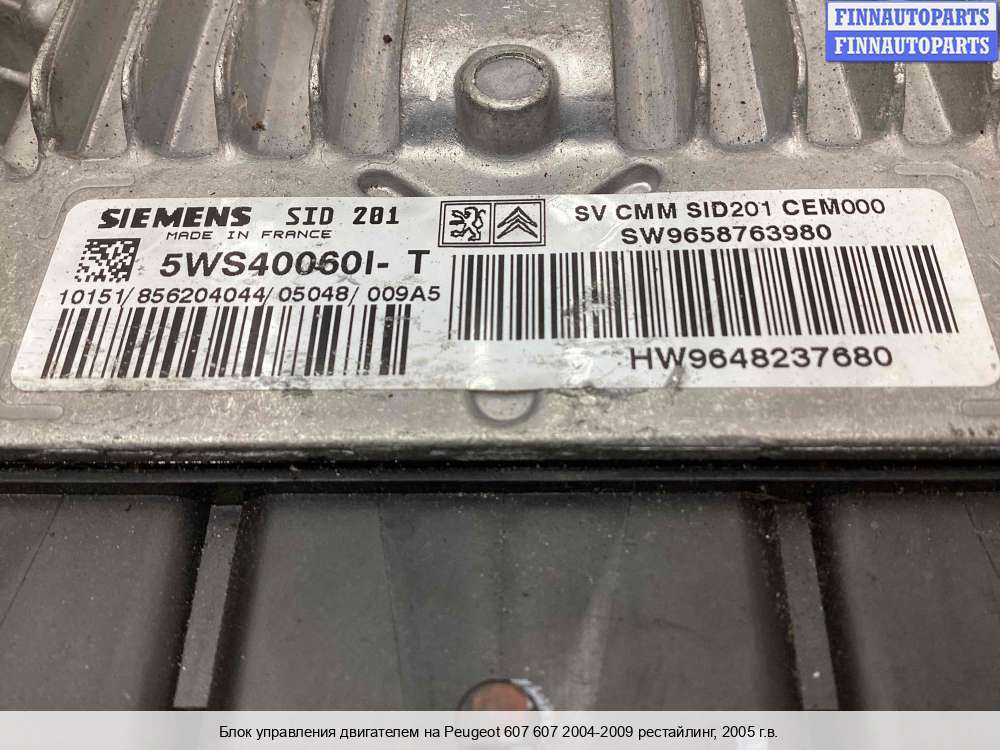 FINNAUTOPARTS
FINNAUTOPARTS
SIEMENS SID 201
MADE IN FRANCE
5WS40060I- T
10151/856204044/05048/009A5
SV CMM SID201 CEM000
SW9658763980
HW9648237680
Блок управления двигателем на Peugeot 607 607 2004-2009 рестайлинг, 2005 г.в.